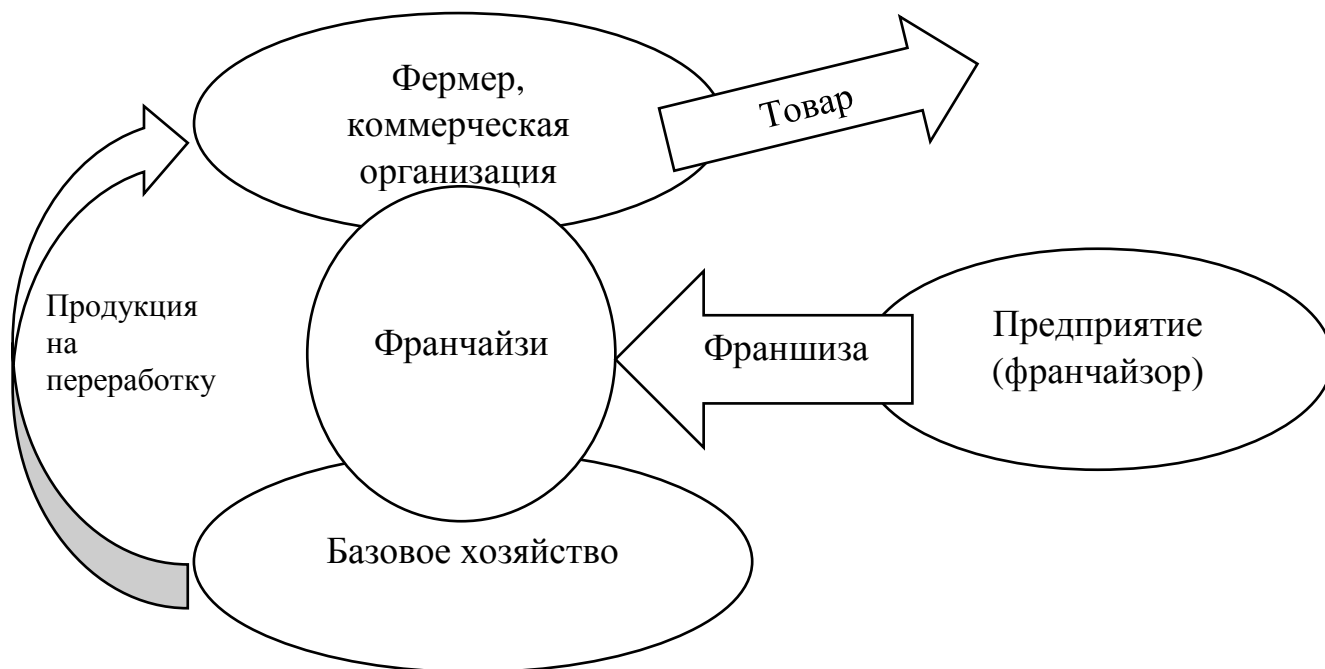 Фермер,
коммерческая
организация
Товар
Продукция
на
переработку
Франчайзи
Франшиза
Предприятие
(франчайзор)
Базовое хозяйство